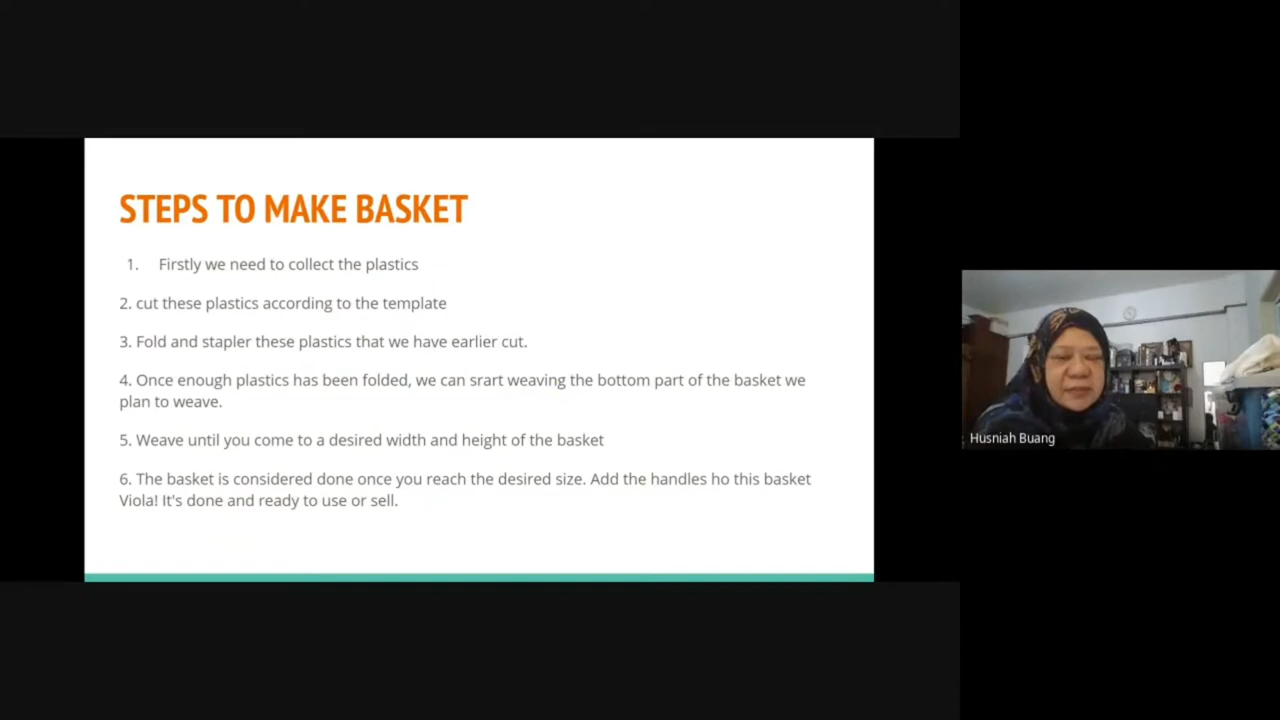 STEPS TO MAKE BASKET
1. Firstly we need to collect the plastics
2. cut these plastics according to the template
3. Fold and stapler these plastics that we have earlier cut.
4. Once enough plastics has been folded, we can srart weaving the bottom part of the basket we
plan to weave.
5. Weave until you come to a desired width and height of the basket
6. The basket is considered done once you reach the desired size. Add the handles ho this basket
Viola! It's done and ready to use or sell.
Husniah Buang